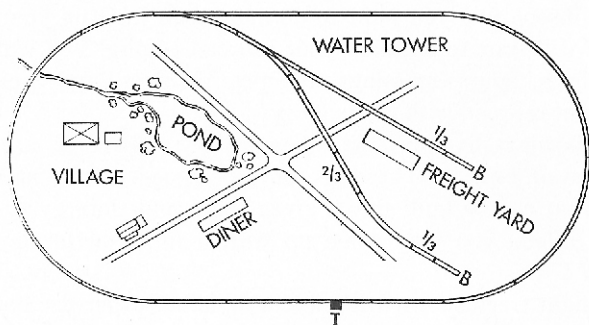 WATER TOWER
1/3
B
POND
FREIGHT YARD
VILLAGE
2/3
DINER
1/3
B
T